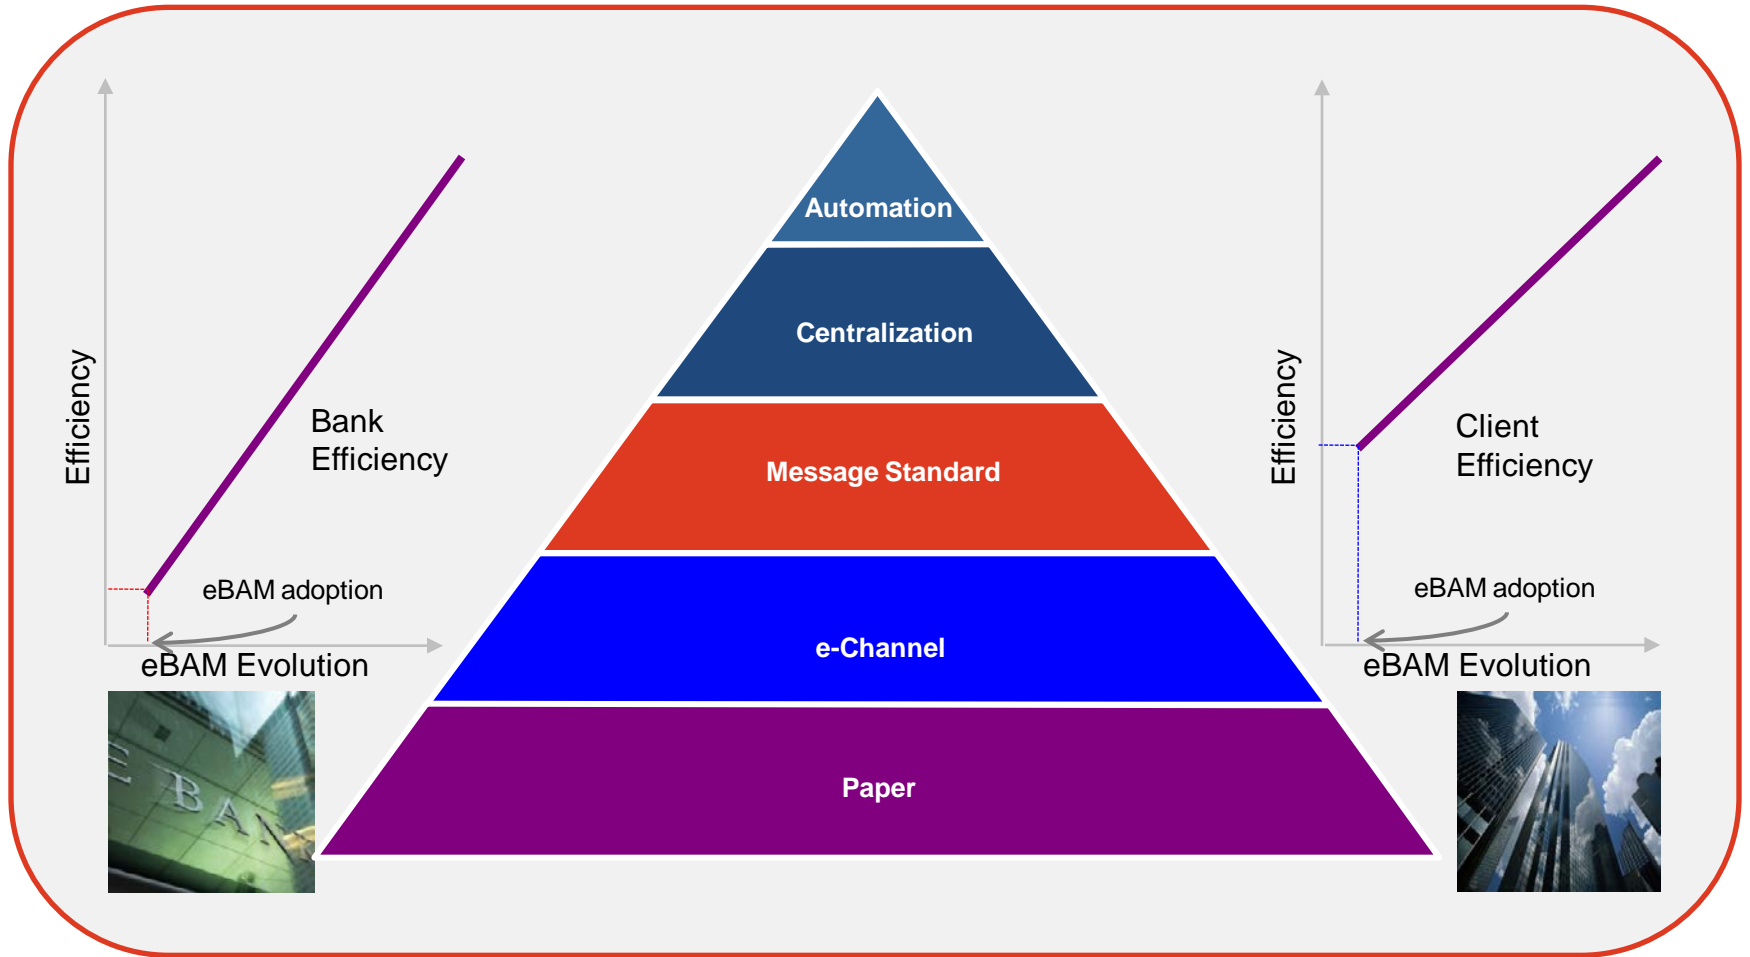 Efficiency
Bank
Efficiency
eBAM adoption
eBAM Evolution
E BAN
Automation
Centralization
Message Standard
e-Channel
Paper
Efficiency
Client
Efficiency
eBAM adoption
eBAM Evolution